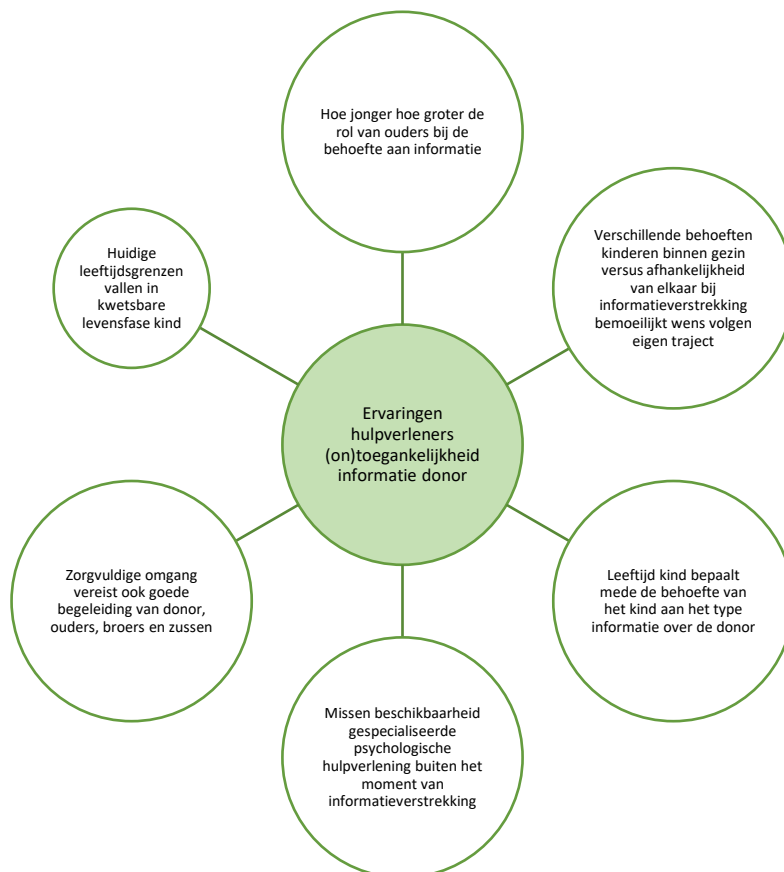 Hoe jonger hoe groter de
rol van ouders bij de
behoefte aan informatie
Verschillende behoeften
kinderen binnen gezin
versus afhankelijkheid
van elkaar bij
informatieverstrekking
bemoeilijkt wens volgen
eigen traject
Leeftijd kind bepaalt
mede de behoefte van
het kind aan het type
informatie over de donor
Missen beschikbaarheid
gespecialiseerde
psychologische
hulpverlening buiten het
moment van
informatieverstrekking
Zorgvuldige omgang
vereist ook goede
begeleiding van donor,
ouders, broers en zussen
Huidige
leeftijdsgrenzen
vallen in
kwetsbare
levensfase kind
Ervaringen
hulpverleners
(on)toegankelijkheid
informatie donor